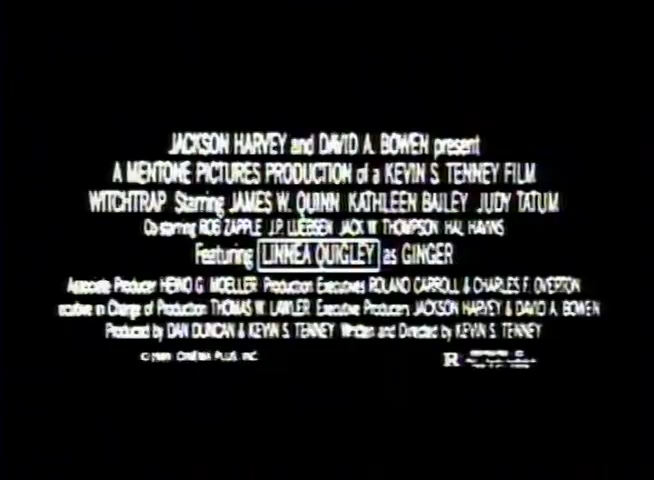 JACKSON HARVEY and DAVID A. BOWEN present
A MENTONE PICTURES PRODUCTION of a KEVIN S. TENNEY FILM
WITCHTRAP Starring JAMES W. QUINN KATHLEEN BAILEY JUDY TATUM
Co-starring ROB ZAPPLE J.P. LUEBSEN JACK W. THOMPSON HAL HAVINS
Featuring LINNEA QUIGLEY as GINGER
Associate Producer HEINO G. MOELLER Production Executives ROLAND CARROLL & CHARLES F. OVERTON
ecutive in Charge of Production THOMAS W. LAWLER Executive Producers JACKSON HARVEY & DAVID A. BOWEN
Produced by DAN DUNCAN & KEVIN S. TENNEY Written and Directed by KEVIN S. TENNEY
© 1989 CINEMA PLUS, INC.
R